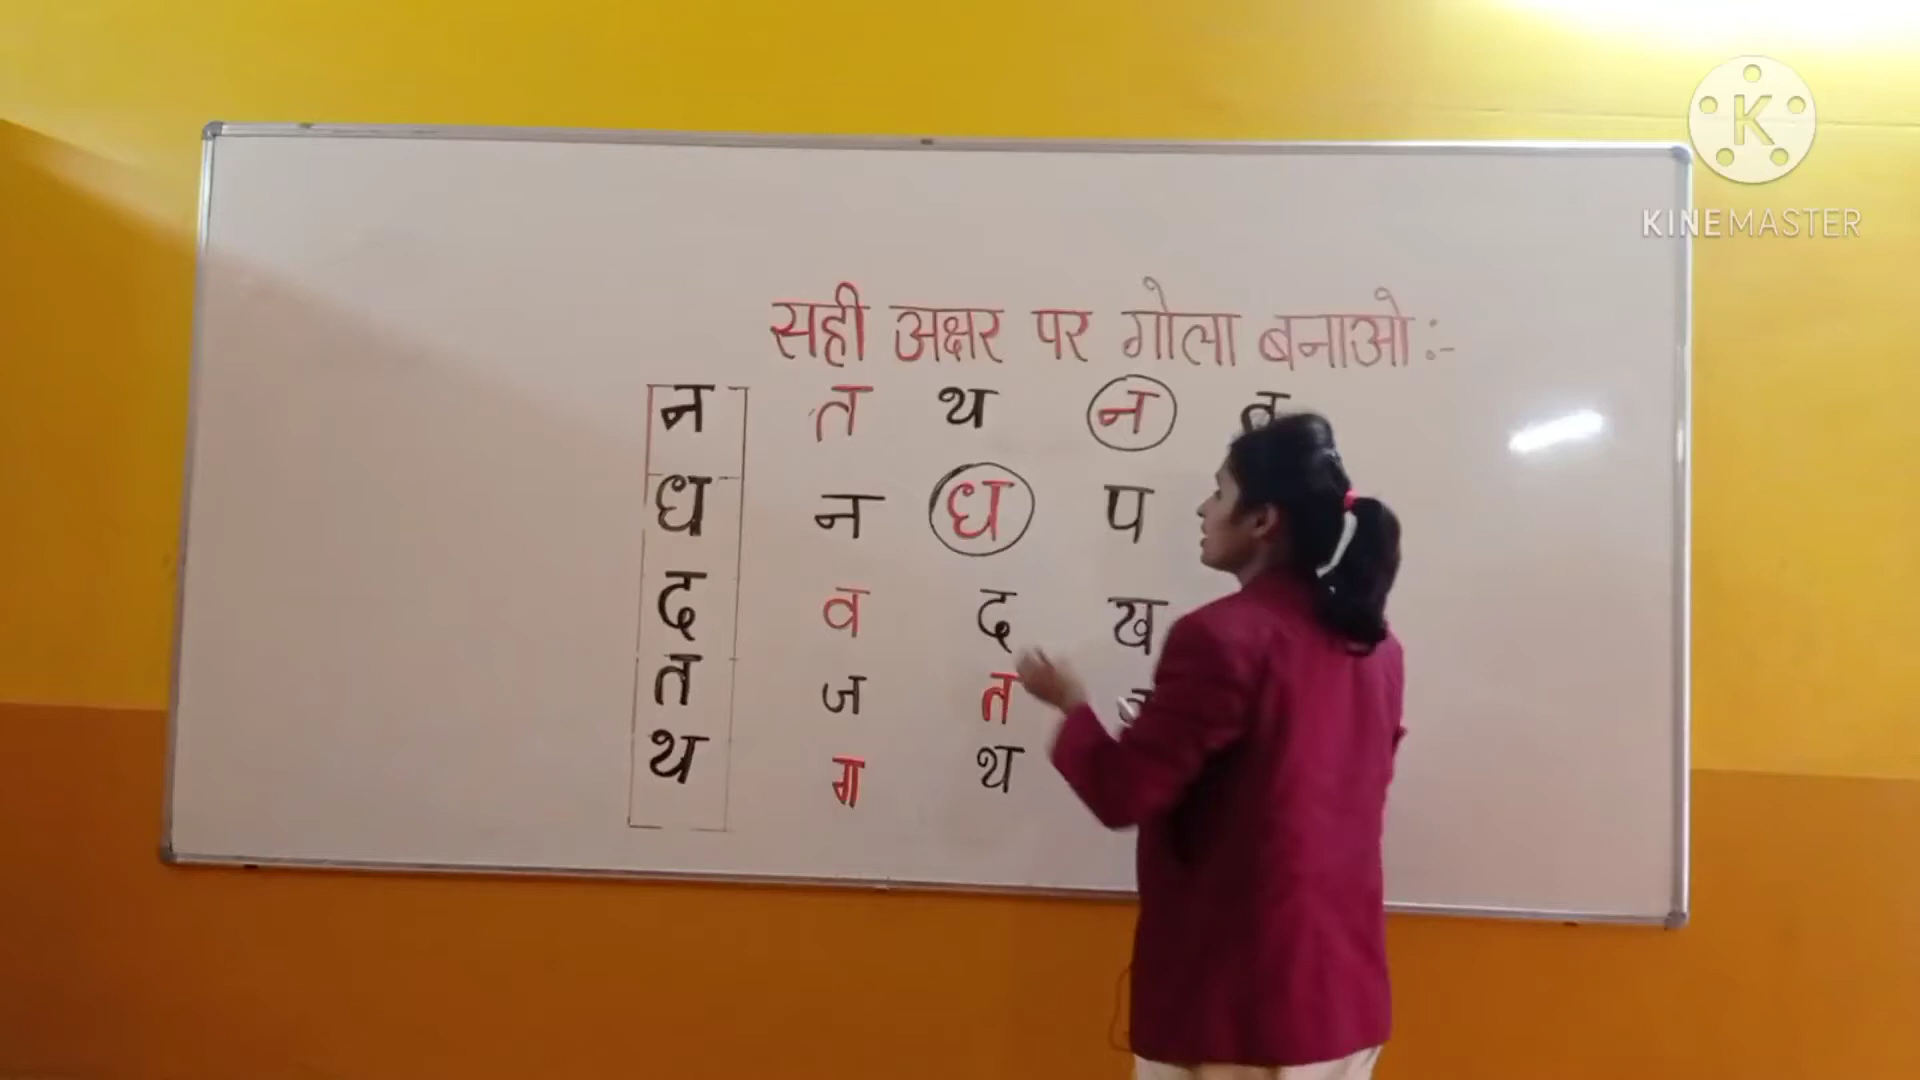 सही अक्षर पर गोला बनाओ :-
न त थ न त
ध न ध प
द व द ख
त ज त
थ ग थ
K
KINEMASTER